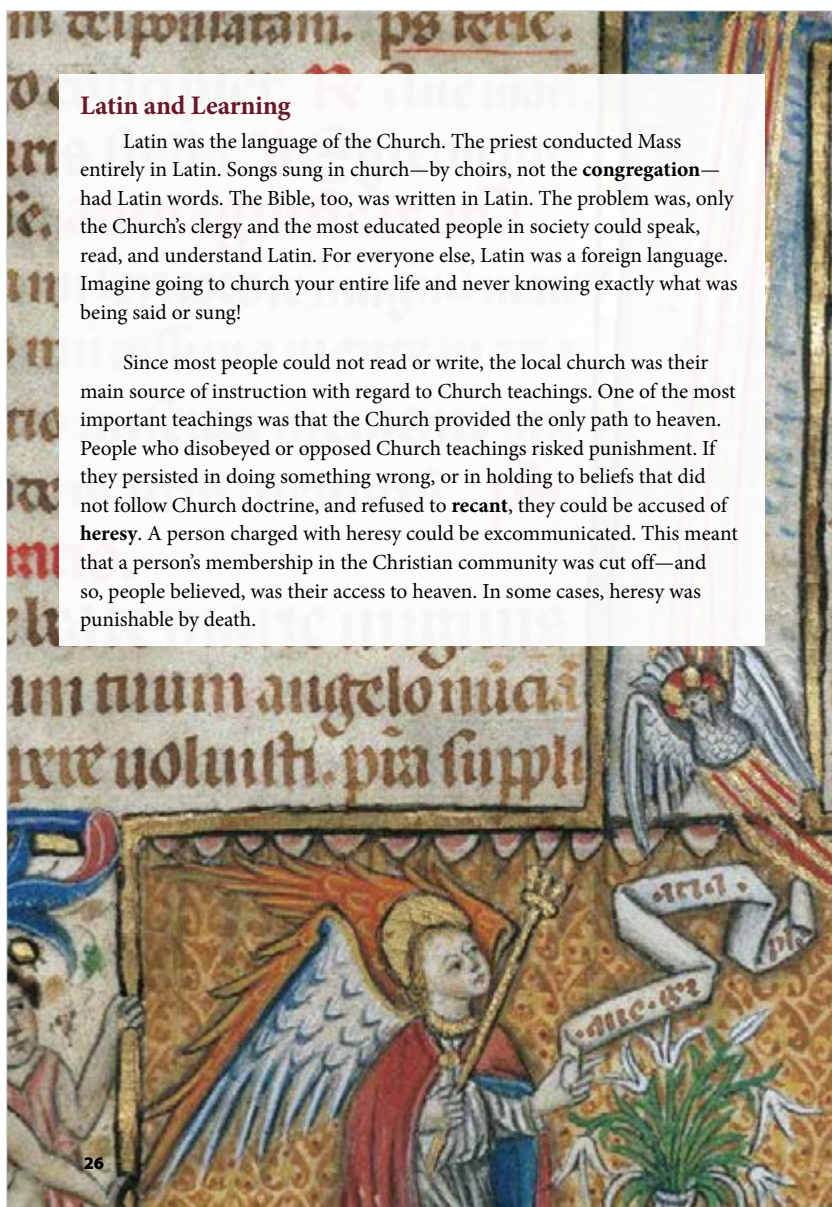 Latin and Learning
Latin was the language of the Church. The priest conducted Mass
entirely in Latin. Songs sung in church—by choirs, not the congregation—
had Latin words. The Bible, too, was written in Latin. The problem was, only
the Church's clergy and the most educated people in society could speak,
read, and understand Latin. For everyone else, Latin was a foreign language.
Imagine going to church your entire life and never knowing exactly what was
being said or sung!
Since most people could not read or write, the local church was their
main source of instruction with regard to Church teachings. One of the most
important teachings was that the Church provided the only path to heaven.
People who disobeyed or opposed Church teachings risked punishment. If
they persisted in doing something wrong, or in holding to beliefs that did
not follow Church doctrine, and refused to recant, they could be accused of
heresy. A person charged with heresy could be excommunicated. This meant
that a person's membership in the Christian community was cut off—and
so, people believed, was their access to heaven. In some cases, heresy was
punishable by death.
um tuum angelo
uoluisti.
26